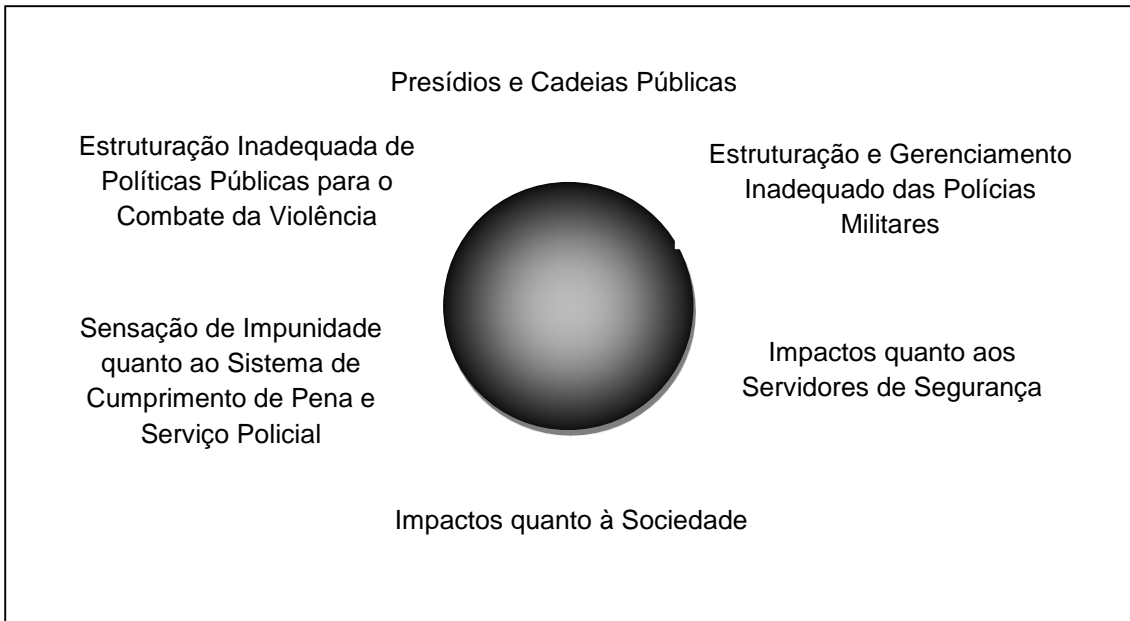 Presídios e Cadeias Públicas
Estruturação Inadequada de
Políticas Públicas para o
Combate da Violência
Estruturação e Gerenciamento
Inadequado das Polícias
Militares
Sensação de Impunidade
quanto ao Sistema de
Cumprimento de Pena e
Serviço Policial
Impactos quanto aos
Servidores de Segurança
Impactos quanto à Sociedade